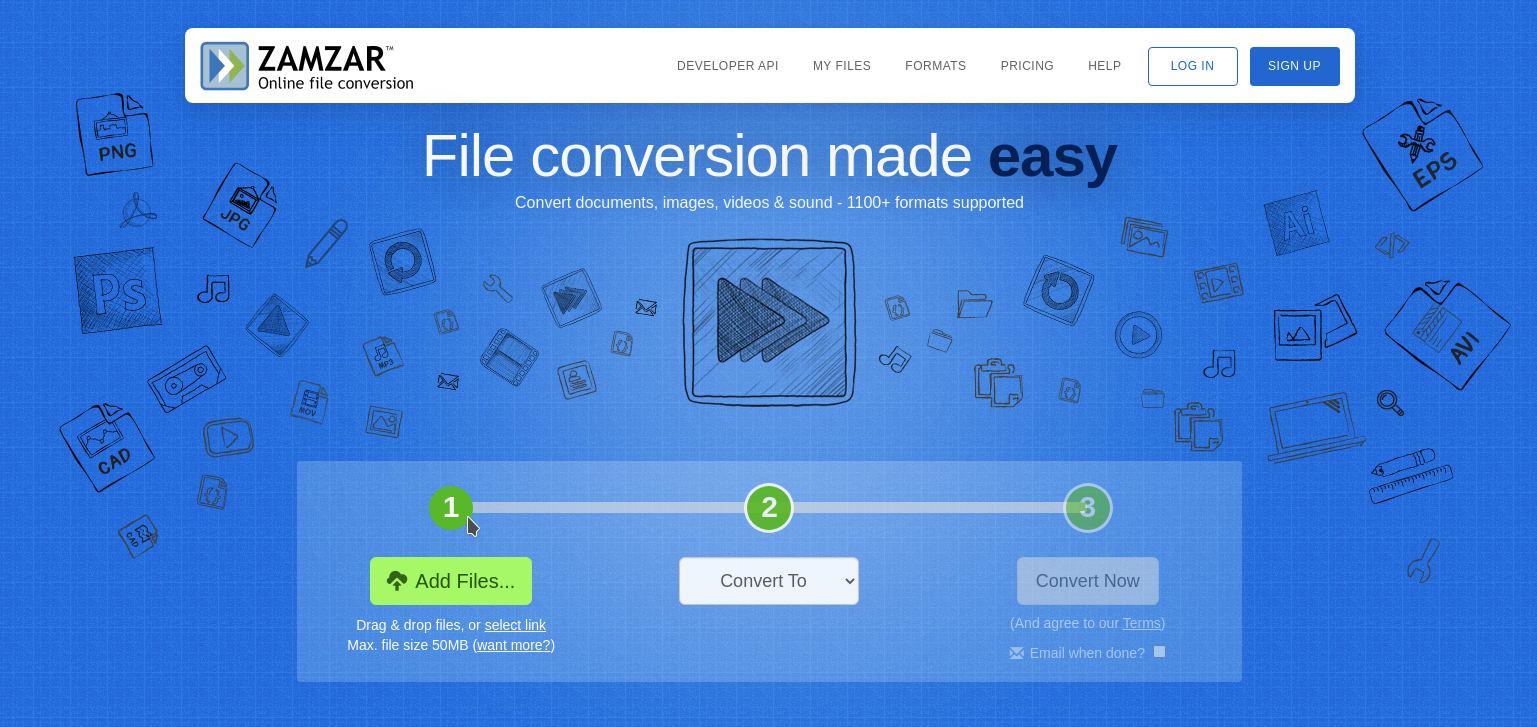 ZAMZAR™
Online file conversion
DEVELOPER API
MY FILES
FORMATS
PRICING
HELP
LOG IN
SIGN UP
File conversion made easy
Convert documents, images, videos & sound - 1100+ formats supported
PNG
JPG
Ps
MP3
MOV
CAD
EPS
Ai
AVI
1
2
3
Add Files...
Convert To
Convert Now
Drag & drop files, or select link
Max. file size 50MB (want more?)
(And agree to our Terms)
Email when done?